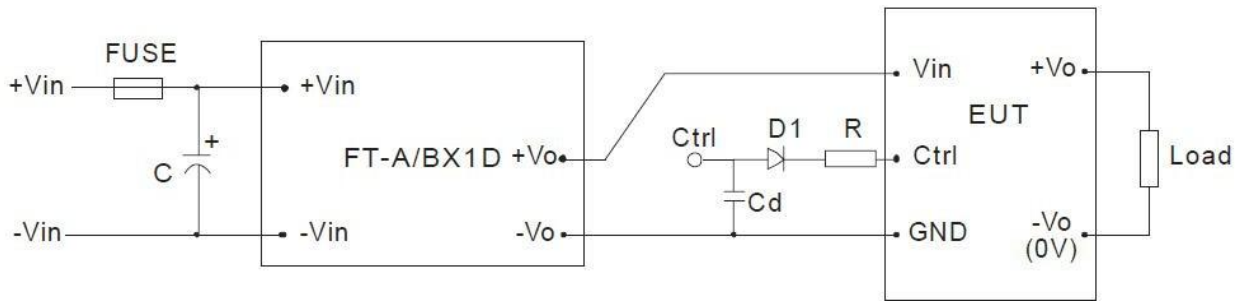 FUSE
+Vin
+Vin
C
+
FT-A/BX1D
+Vo
-Vin
-Vin
-Vo
Ctrl
D1
R
Cd
Vin
+Vo
EUT
Ctrl
GND
-Vo
(0V)
Load